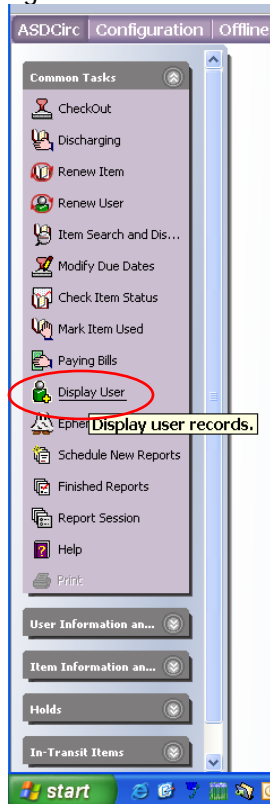 ASDCirc Configuration Offline
Common Tasks
CheckOut
Discharging
Renew Item
Renew User
Item Search and Dis...
Modify Due Dates
Check Item Status
Mark Item Used
Paying Bills
Display User
Ephem
Display user records.
Schedule New Reports
Finished Reports
Report Session
Help
Print
User Information an...
Item Information an...
Holds
In-Transit Items
start